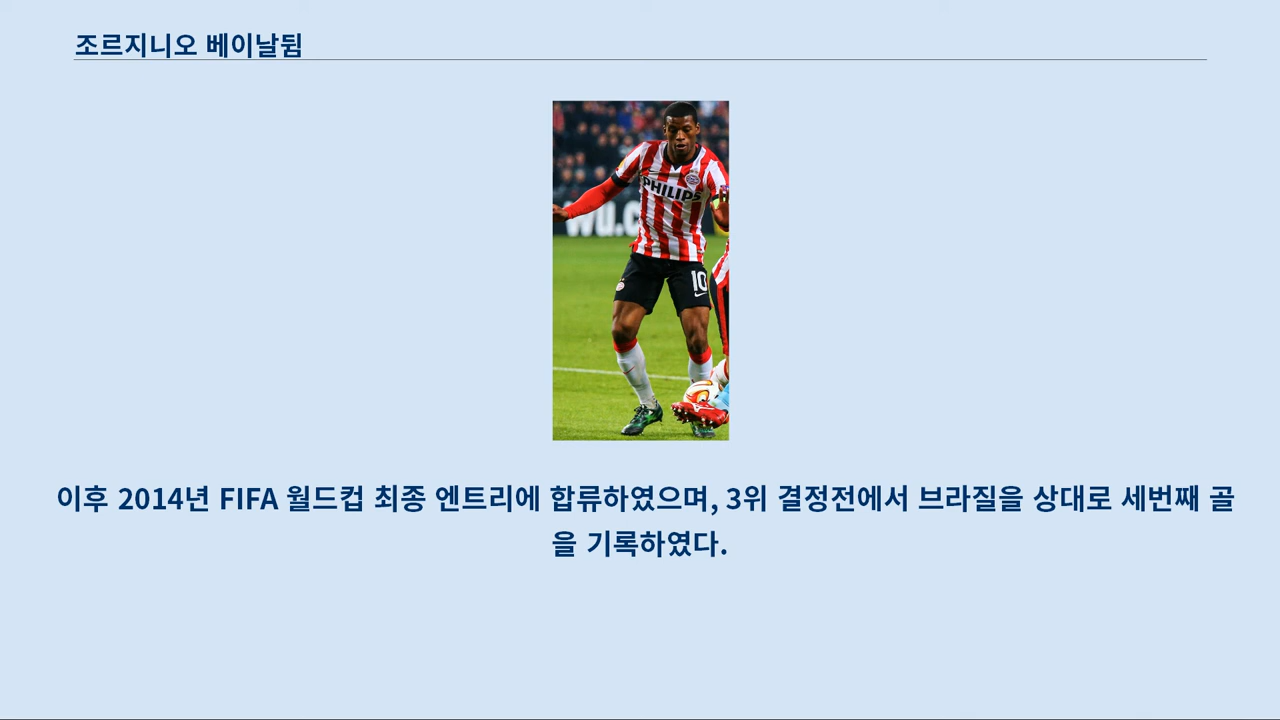 조르지니오 베이날뒴
PHILIPS
wu.c
10
이후 2014년 FIFA 월드컵 최종 엔트리에 합류하였으며, 3위 결정전에서 브라질을 상대로 세번째 골
을 기록하였다.